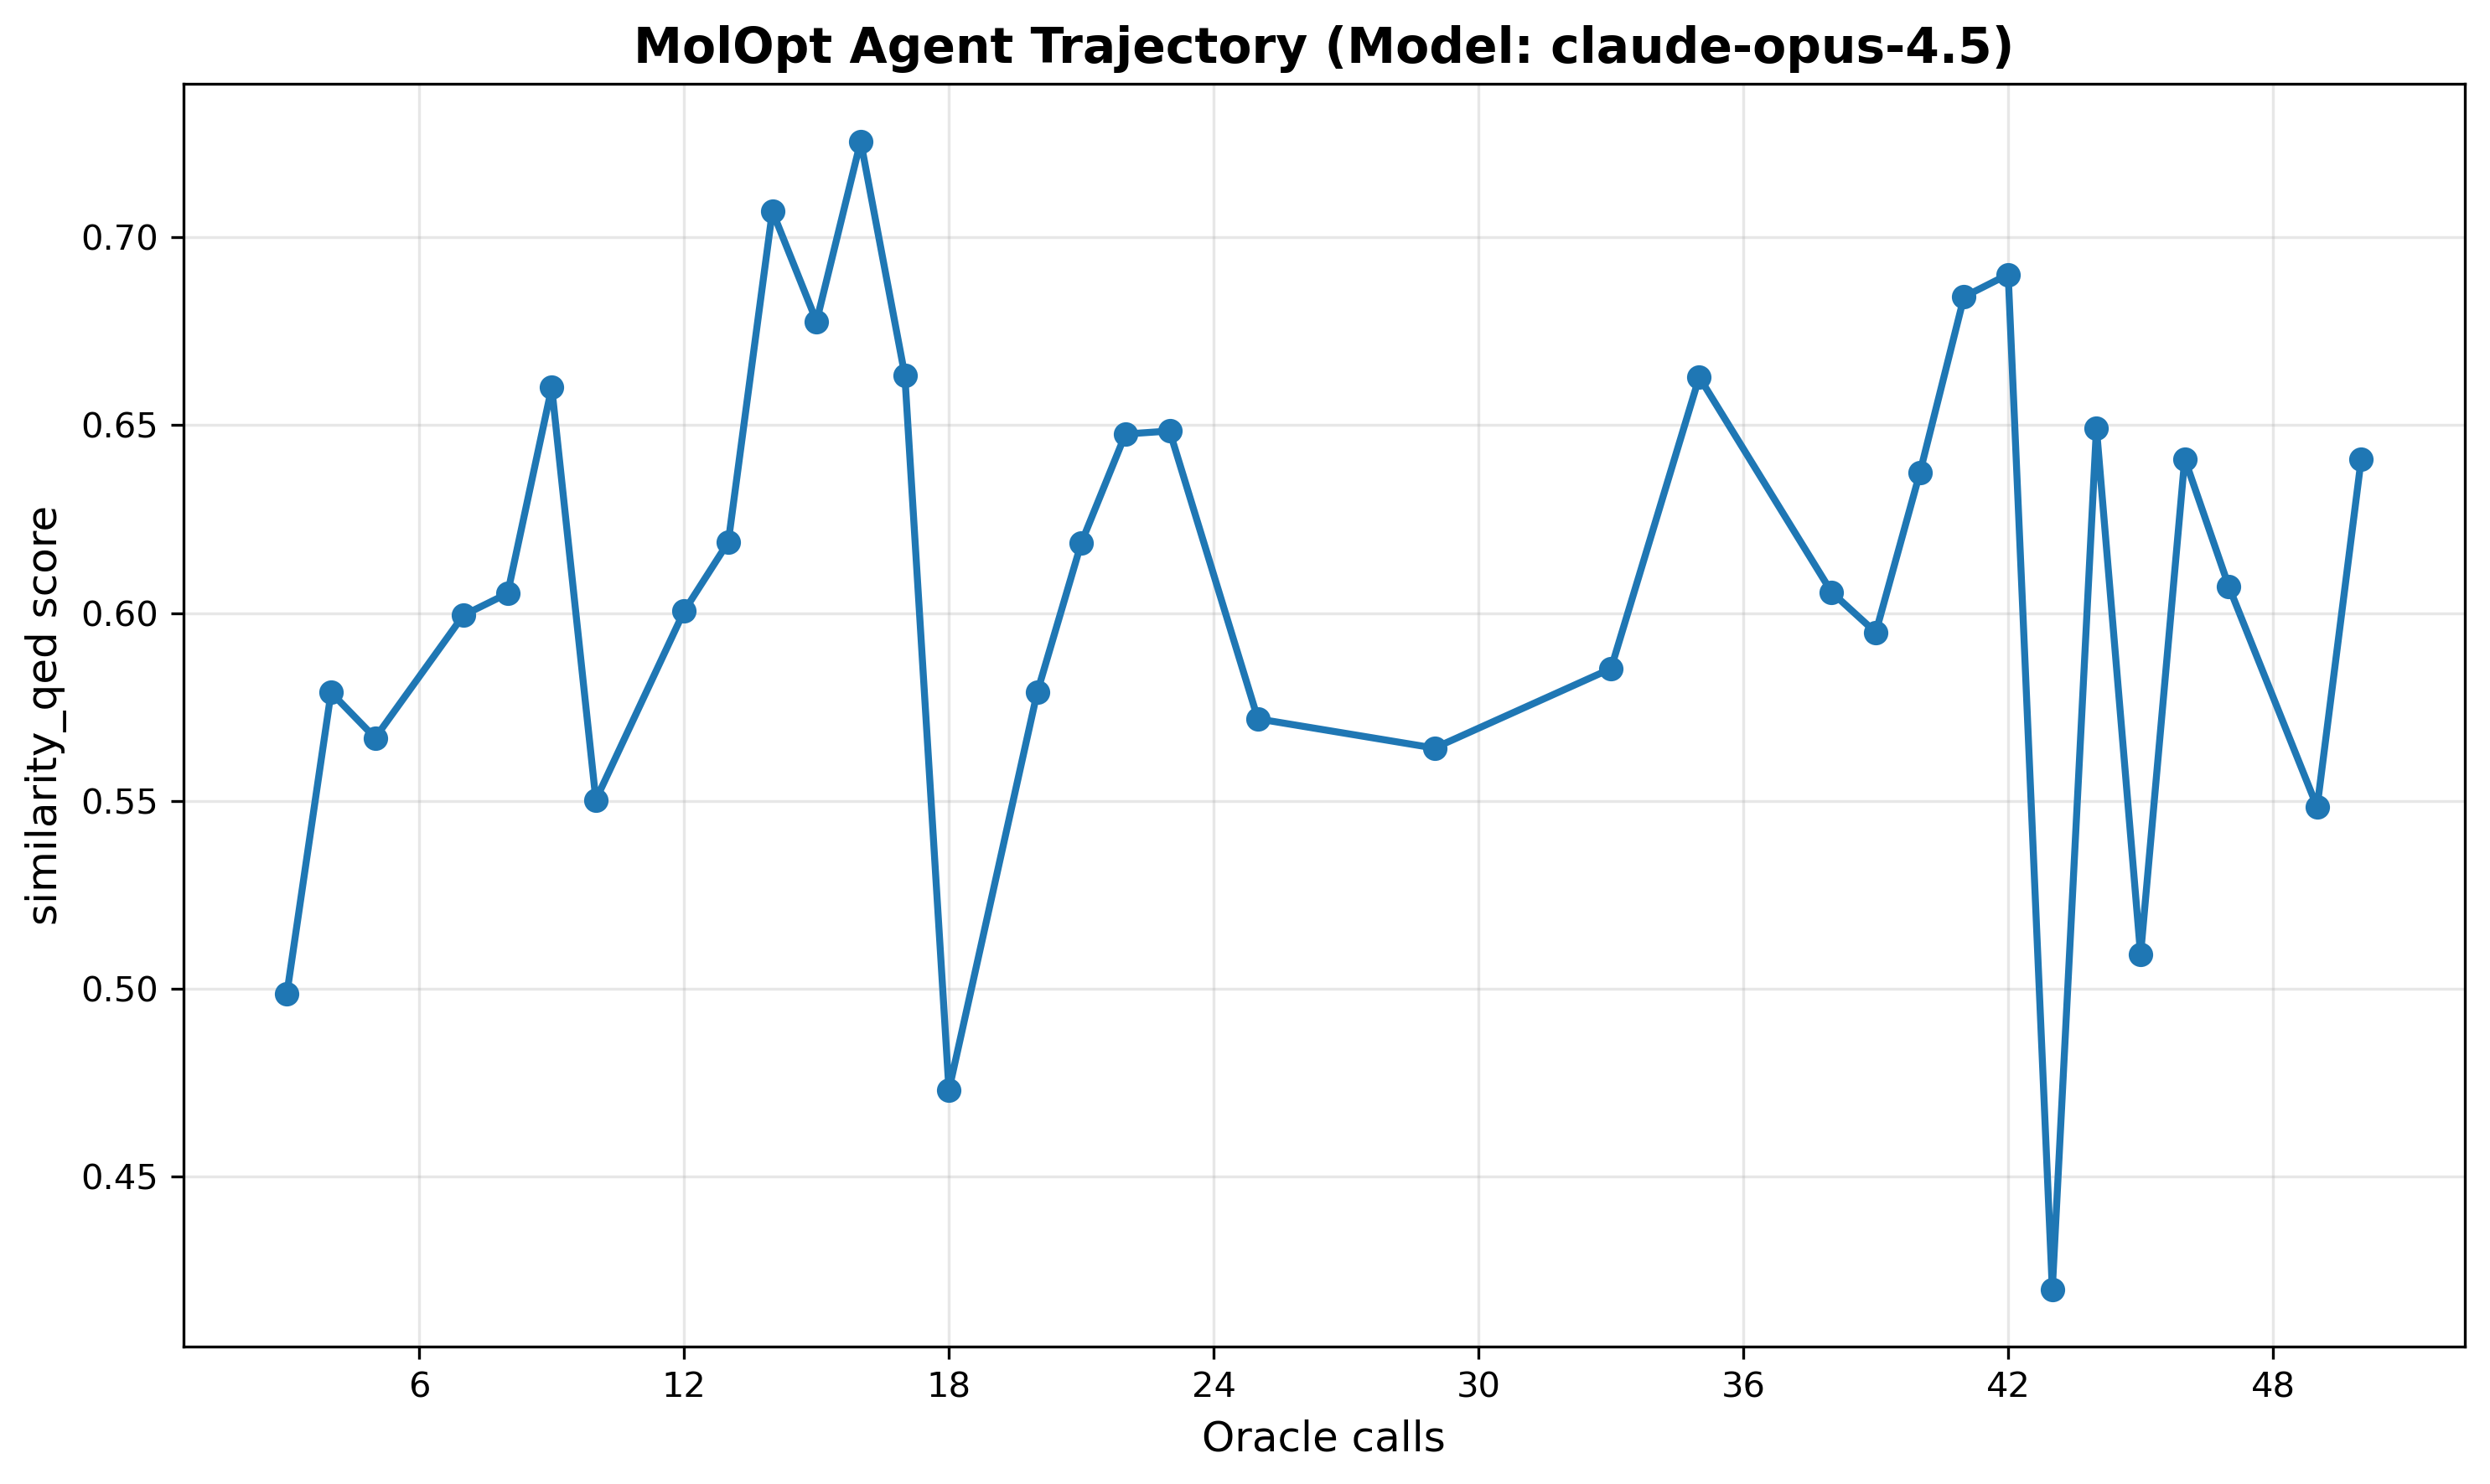 MolOpt Agent Trajectory (Model: claude-opus-4.5)
similarity_qed score
0.70
0.65
0.60
0.55
0.50
0.45
6 12 18 24 30 36 42 48
Oracle calls